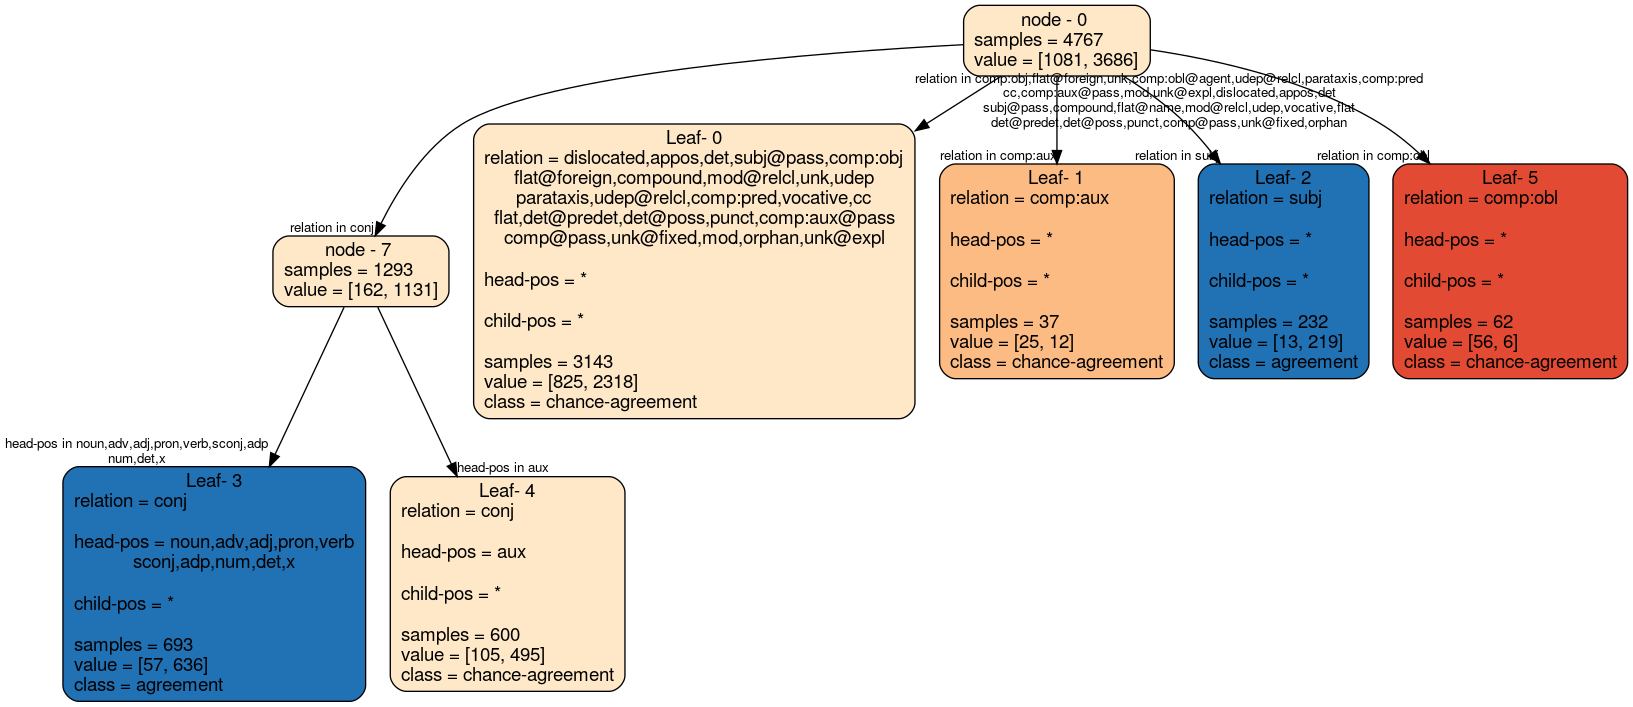 node - 0
samples = 4767
value = [1081, 3686]
relation in comp:obj,flat@foreign,unk,comp:obl@agent,udep@relcl,parataxis,comp:pred
cc,comp:aux@pass,mod,unk@expl,dislocated,appos,det
subj@pass,compound,flat@name,mod@relcl,udep,vocative,flat
det@predet,det@poss,punct,comp@pass,unk@fixed,orphan
relation in conj
node - 7
samples = 1293
value = [162, 1131]
Leaf- 0
relation = dislocated,appos,det,subj@pass,comp:obj
flat@foreign,compound,mod@relcl,unk,udep
parataxis,udep@relcl,comp:pred,vocative,cc
flat,det@predet,det@poss,punct,comp:aux@pass
comp@pass,unk@fixed,mod,orphan,unk@expl
head-pos = *
child-pos = *
samples = 3143
value = [825, 2318]
class = chance-agreement
relation in comp:aux
Leaf- 1
relation = comp:aux
head-pos = *
child-pos = *
samples = 37
value = [25, 12]
class = chance-agreement
relation in subj
Leaf- 2
relation = subj
head-pos = *
child-pos = *
samples = 232
value = [13, 219]
class = agreement
relation in comp:obl
Leaf- 5
relation = comp:obl
head-pos = *
child-pos = *
samples = 62
value = [56, 6]
class = chance-agreement
head-pos in noun,adv,adj,pron,verb,sconj,adp
num,det,x
Leaf- 3
relation = conj
head-pos = noun,adv,adj,pron,verb
sconj,adp,num,det,x
child-pos = *
samples = 693
value = [57, 636]
class = agreement
head-pos in aux
Leaf- 4
relation = conj
head-pos = aux
child-pos = *
samples = 600
value = [105, 495]
class = chance-agreement